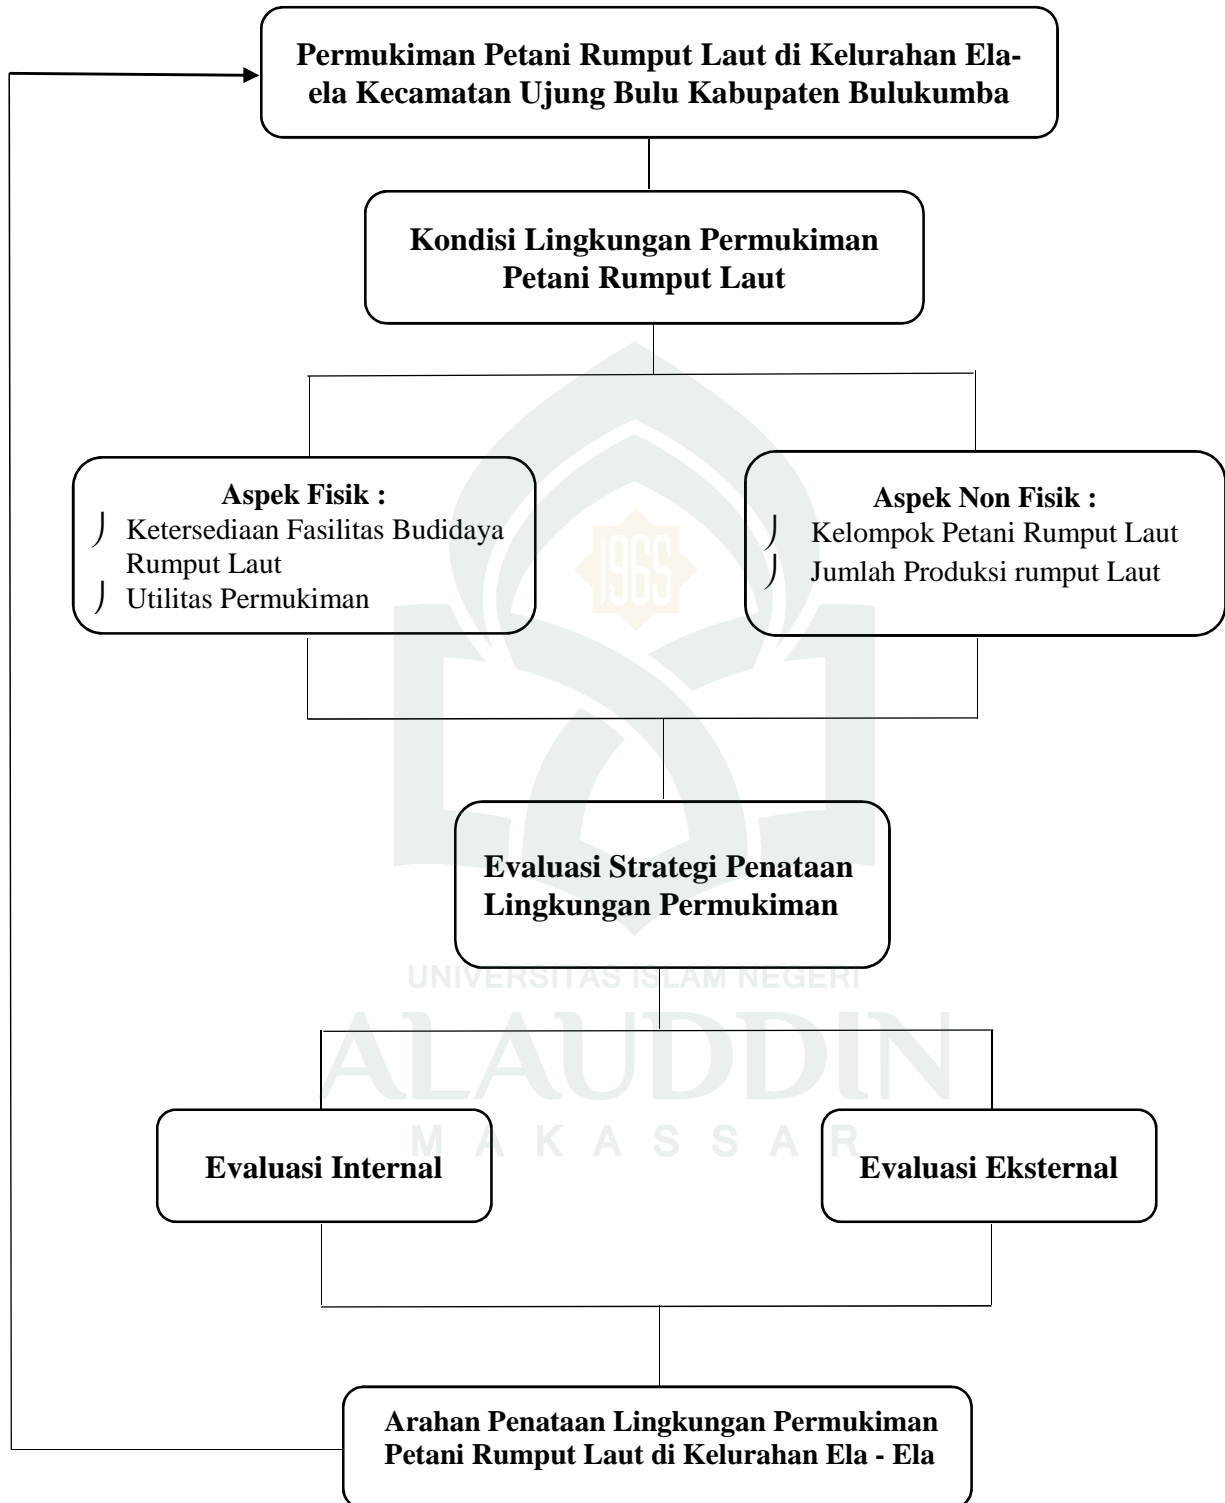 Permukiman Petani Rumput Laut di Kelurahan Ela-
ela Kecamatan Ujung Bulu Kabupaten Bulukumba
Kondisi Lingkungan Permukiman
Petani Rumput Laut
Aspek Fisik :
Ketersediaan Fasilitas Budidaya
Rumput Laut
Utilitas Permukiman
Aspek Non Fisik :
Kelompok Petani Rumput Laut
Jumlah Produksi rumput Laut
1965
Evaluasi Strategi Penataan
Lingkungan Permukiman
UNIVERSITAS ISLAM NEGERI
ALAUDDIN
MAKASSAR
Evaluasi Internal
Evaluasi Eksternal
Arahan Penataan Lingkungan Permukiman
Petani Rumput Laut di Kelurahan Ela - Ela